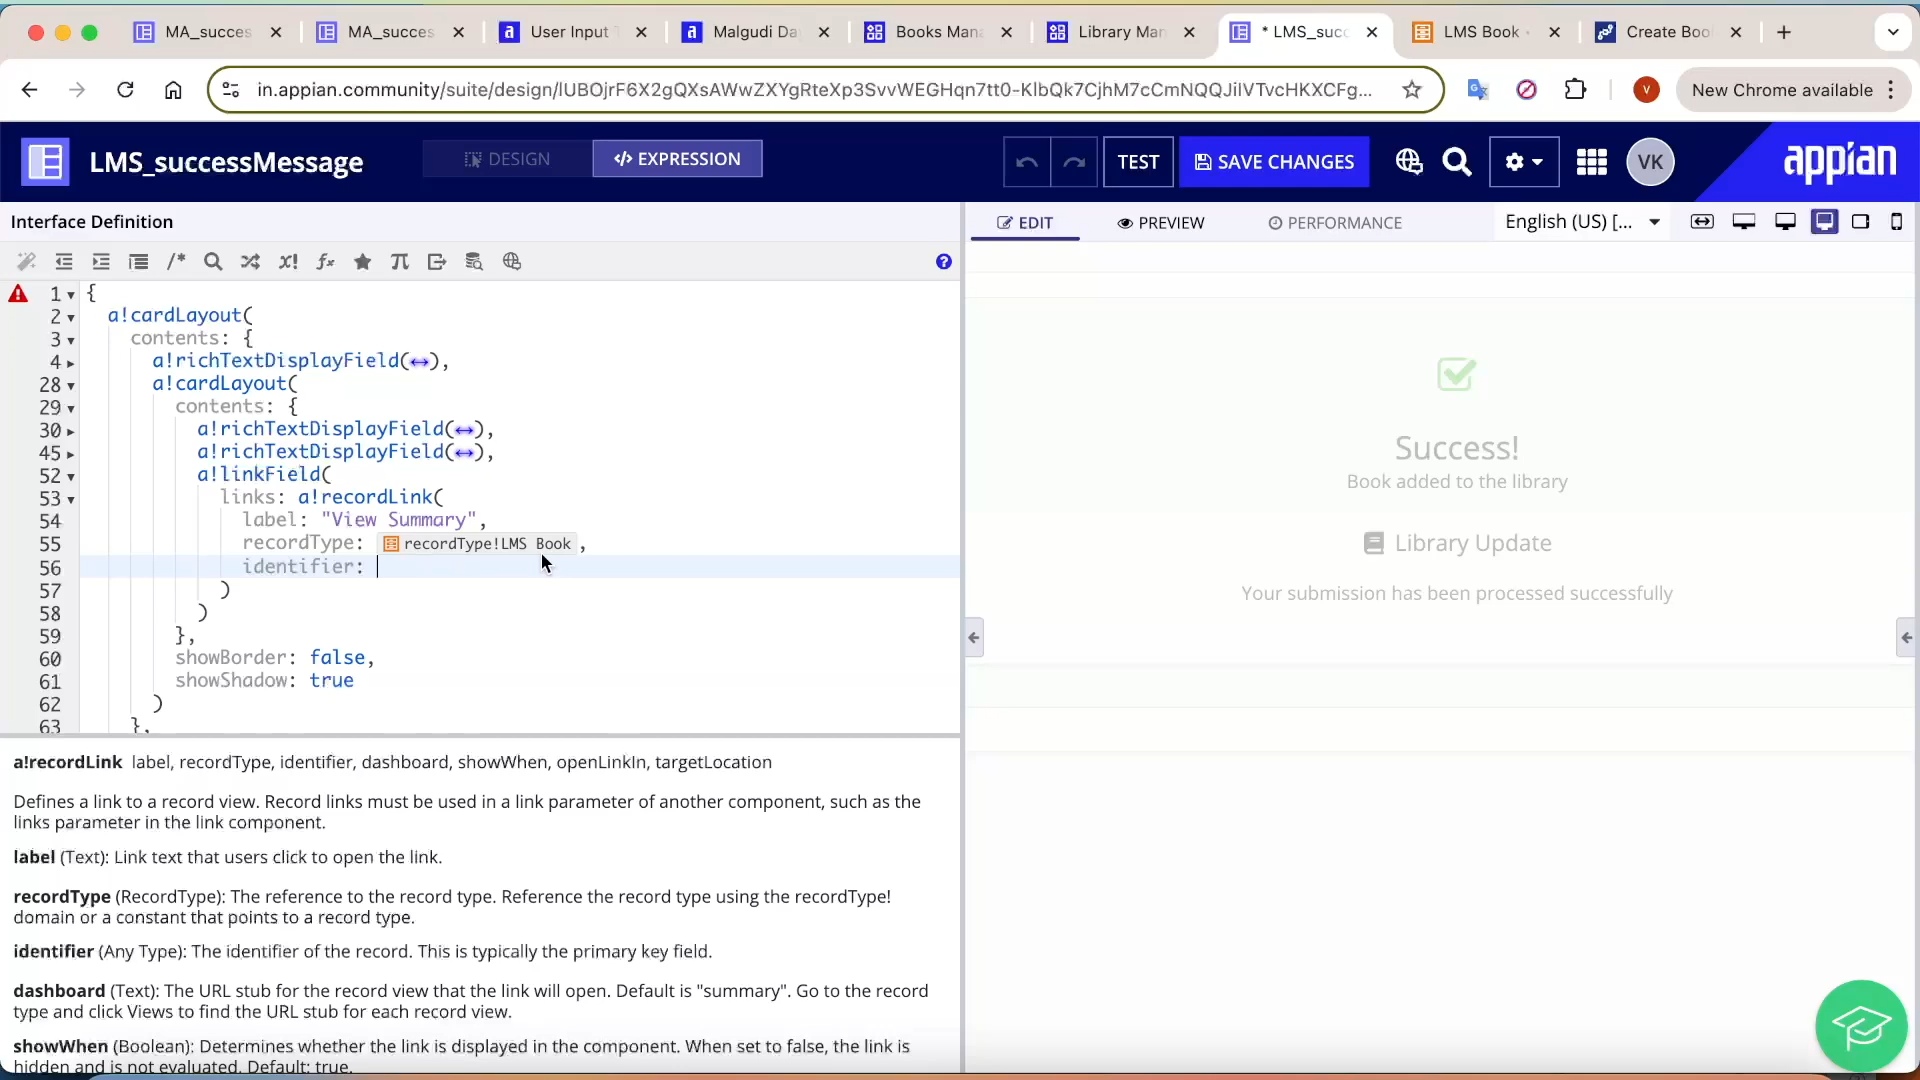 MA_succes
MA_succes
User Input
Malgudi Da
Books Mana
Library Man
* LMS_succ
LMS Book
Create Boo
in.appian.community/suite/design/lUBOjrF6X2gQXsAWwZXYgRteXp3SvvWEGHqn7tt0-KlbQk7CjhM7cCmNQQJilVTvcHKXCFg...
V
New Chrome available
LMS_successMessage
DESIGN
</> EXPRESSION
TEST
SAVE CHANGES
VK
appian
Interface Definition
EDIT
PREVIEW
PERFORMANCE
English (US) [...
1 {
2 a!cardLayout(
3 contents: {
4 a!richTextDisplayField(),
28 a!cardLayout(
29 contents: {
30 a!richTextDisplayField(),
45 a!richTextDisplayField(),
52 a!linkField(
53 links: a!recordLink(
54 label: "View Summary",
55 recordType: recordType!LMS Book,
56 identifier:
57 )
58 )
59 },
60 showBorder: false,
61 showShadow: true
62 )
63 },
Success!
Book added to the library
Library Update
Your submission has been processed successfully
a!recordLink label, recordType, identifier, dashboard, showWhen, openLinkIn, targetLocation
Defines a link to a record view. Record links must be used in a link parameter of another component, such as the
links parameter in the link component.
label (Text): Link text that users click to open the link.
recordType (RecordType): The reference to the record type. Reference the record type using the recordType!
domain or a constant that points to a record type.
identifier (Any Type): The identifier of the record. This is typically the primary key field.
dashboard (Text): The URL stub for the record view that the link will open. Default is "summary". Go to the record
type and click Views to find the URL stub for each record view.
showWhen (Boolean): Determines whether the link is displayed in the component. When set to false, the link is
hidden and is not evaluated. Default: true.